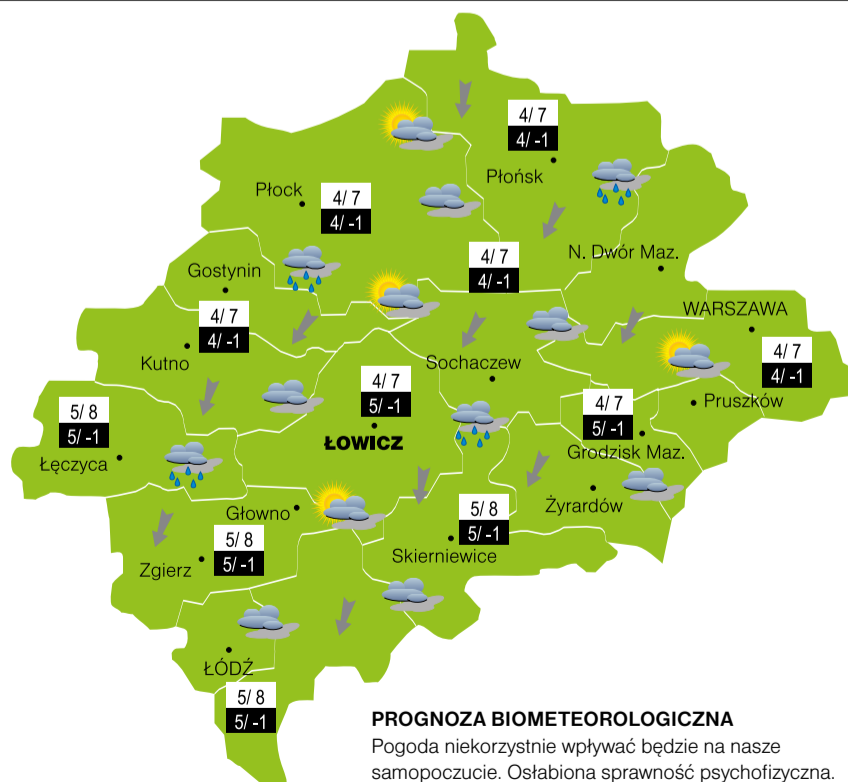 4/ 7
4/ -1
Płońsk
Płock
4/ 7
4/ -1
N. Dwór Maz.
4/ 7
4/ -1
Gostynin
WARSZAWA
4/ 7
4/ -1
Kutno
4/ 7
4/ -1
Sochaczew
4/ 7
5/ -1
ŁOWICZ
Pruszków
4/ 7
5/ -1
Grodzisk Maz.
5/ 8
5/ -1
Łęczyca
Żyrardów
Głowno
5/ 8
5/ -1
Skierniewice
5/ 8
5/ -1
Zgierz
ŁÓDŹ
5/ 8
5/ -1
PROGNOZA BIOMETEOROLOGICZNA
Pogoda niekorzystnie wpływać będzie na nasze
samopoczucie. Osłabiona sprawność psychofizyczna.